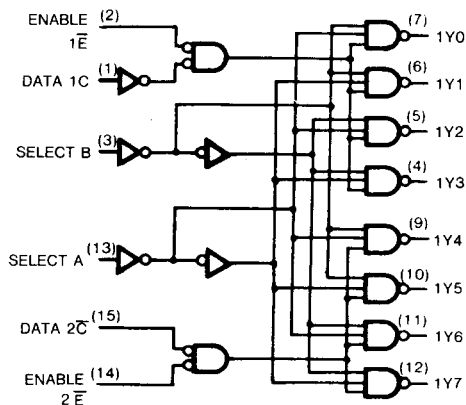 ENABLE (2)
1E̅
DATA 1C (1)
SELECT B (3)
SELECT A (13)
DATA 2C̅ (15)
ENABLE (14)
2E̅
(7) 1Y0
(6) 1Y1
(5) 1Y2
(4) 1Y3
(9) 1Y4
(10) 1Y5
(11) 1Y6
(12) 1Y7